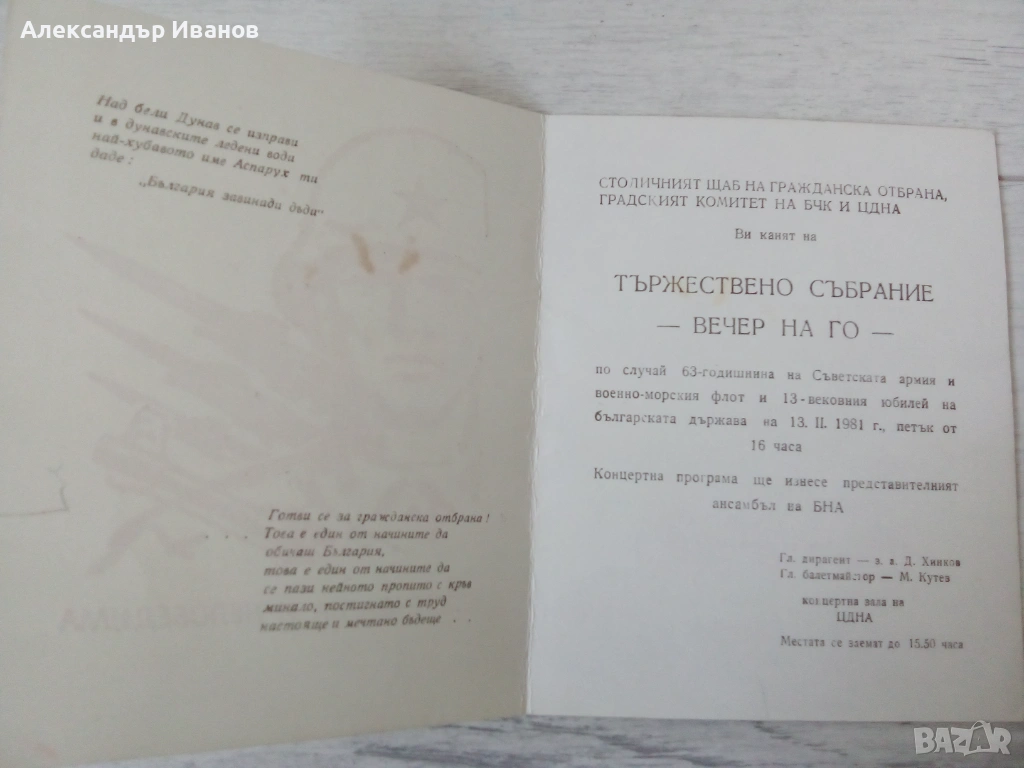 Александър Иванов
Над бели Дунав се изправи
и в дунавските ледени вода
най-хубавото име Аспарух ти
даде:
„България завинади дъди“
Готви се за гражданска отбрана!
. . . Това е един от начините да
обичаш България,
това е един от начините да
се пази нейното пропито с кръв
минало, постигнато с труд
настояще и мечтано бъдеще . .
СТОЛИЧНИЯТ ЩАБ НА ГРАЖДАНСКА ОТБРАНА,
ГРАДСКИЯТ КОМИТЕТ НА БЧК И ЦДНА
Ви канят на
ТЪРЖЕСТВЕНО СЪБРАНИЕ
— ВЕЧЕР НА ГО —
по случай 63-годишнина на Съветската армия и
военно-морския флот и 13-вековния юбилей на
българската държава на 13. II. 1981 г., петък от
16 часа
Концертна програма ще изнесе представителният
ансамбъл на БНА
Гл. диригент — з. а. Д. Хинков
Гл. балетмайстор — М. Кутев
концертна зала на
ЦДНА
Местата се заемат до 15.50 часа
BAZAR